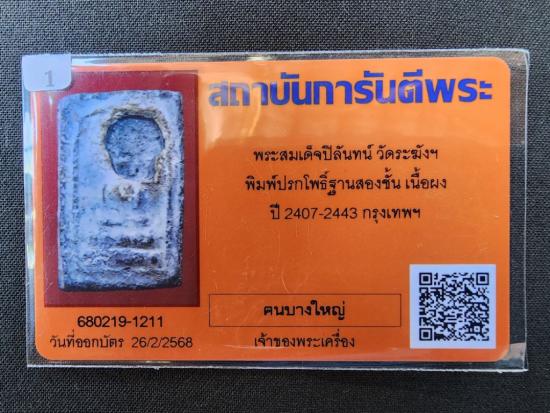 1
สถาบันการันตีพระ
พระสมเด็จปิลันทน์ วัดระฆังฯ
พิมพ์ปรกโพธิ์ฐานสองชั้น เนื้อผง
ปี 2407-2443 กรุงเทพฯ
680219-1211
วันที่ออกบัตร 26/2/2568
ฅนบางใหญ่
เจ้าของพระเครื่อง